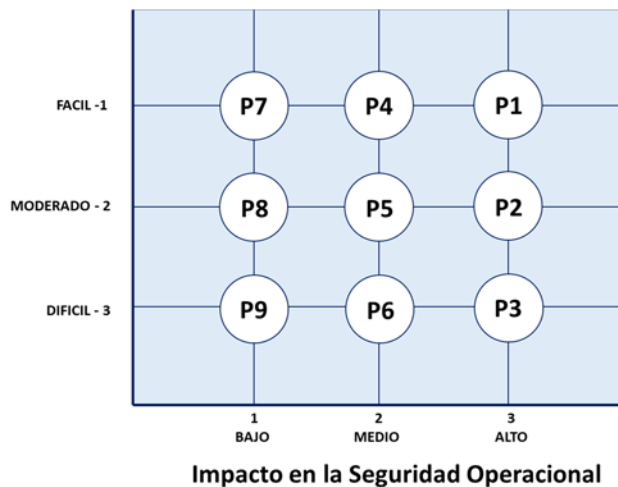 FACIL -1
P7 P4 P1
MODERADO - 2
P8 P5 P2
DIFICIL - 3
P9 P6 P3
1 2 3
BAJO MEDIO ALTO
Impacto en la Seguridad Operacional